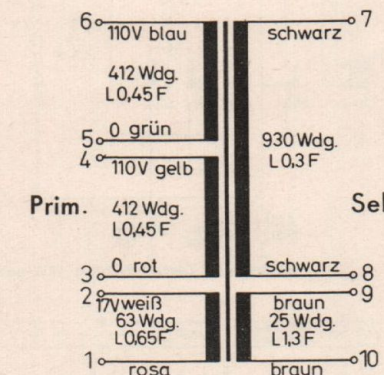 6
110V blau
412 Wdg.
L 0,45 F
0 grün
5
4
110V gelb
Prim.
412 Wdg.
L0,45 F
0 rot
3
2
17V weiß
63 Wdg.
L0,65F
1
rosa
7
schwarz
930 Wdg.
L 0,3 F
schwarz
8
9
braun
25 Wdg.
L1,3 F
10
braun